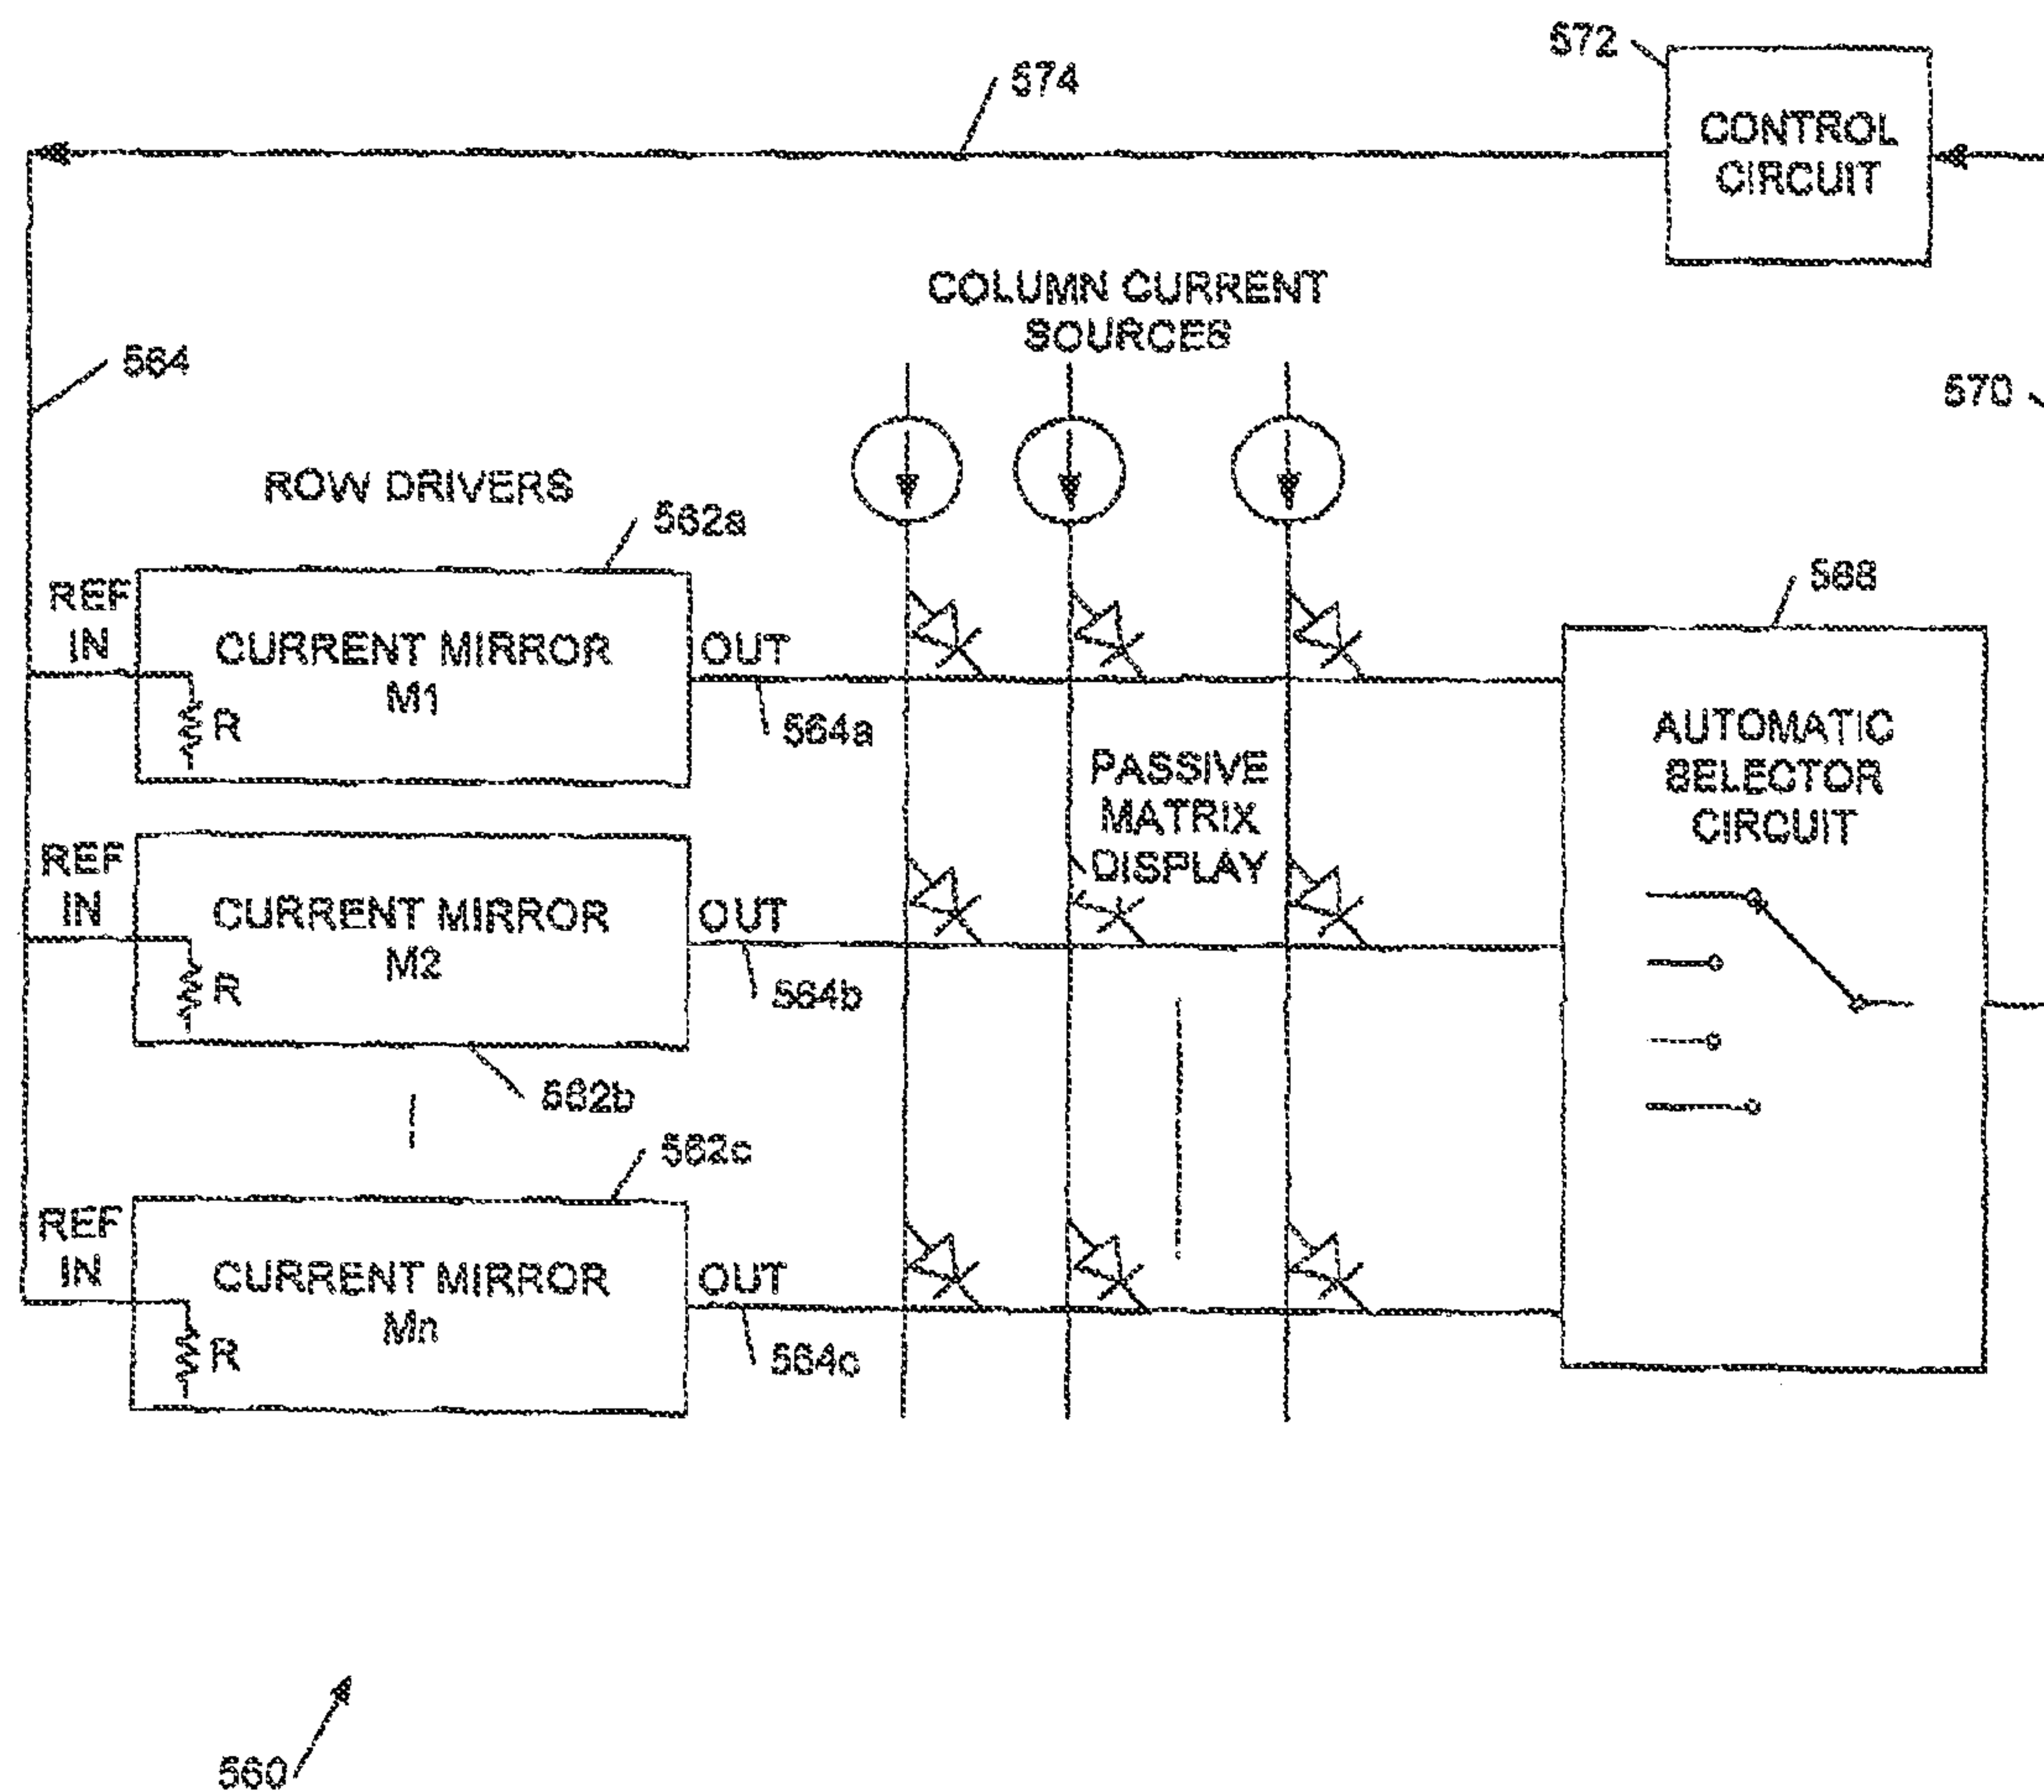 572
574
CONTROL
CIRCUIT
COLUMN CURRENT
SOURCES
564
570
ROW DRIVERS
562a
REF
IN
CURRENT MIRROR
M1
R
OUT
564a
568
AUTOMATIC
SELECTOR
CIRCUIT
PASSIVE
MATRIX
DISPLAY
REF
IN
CURRENT MIRROR
M2
R
OUT
564b
562b
562c
REF
IN
CURRENT MIRROR
Mn
R
OUT
564c
560